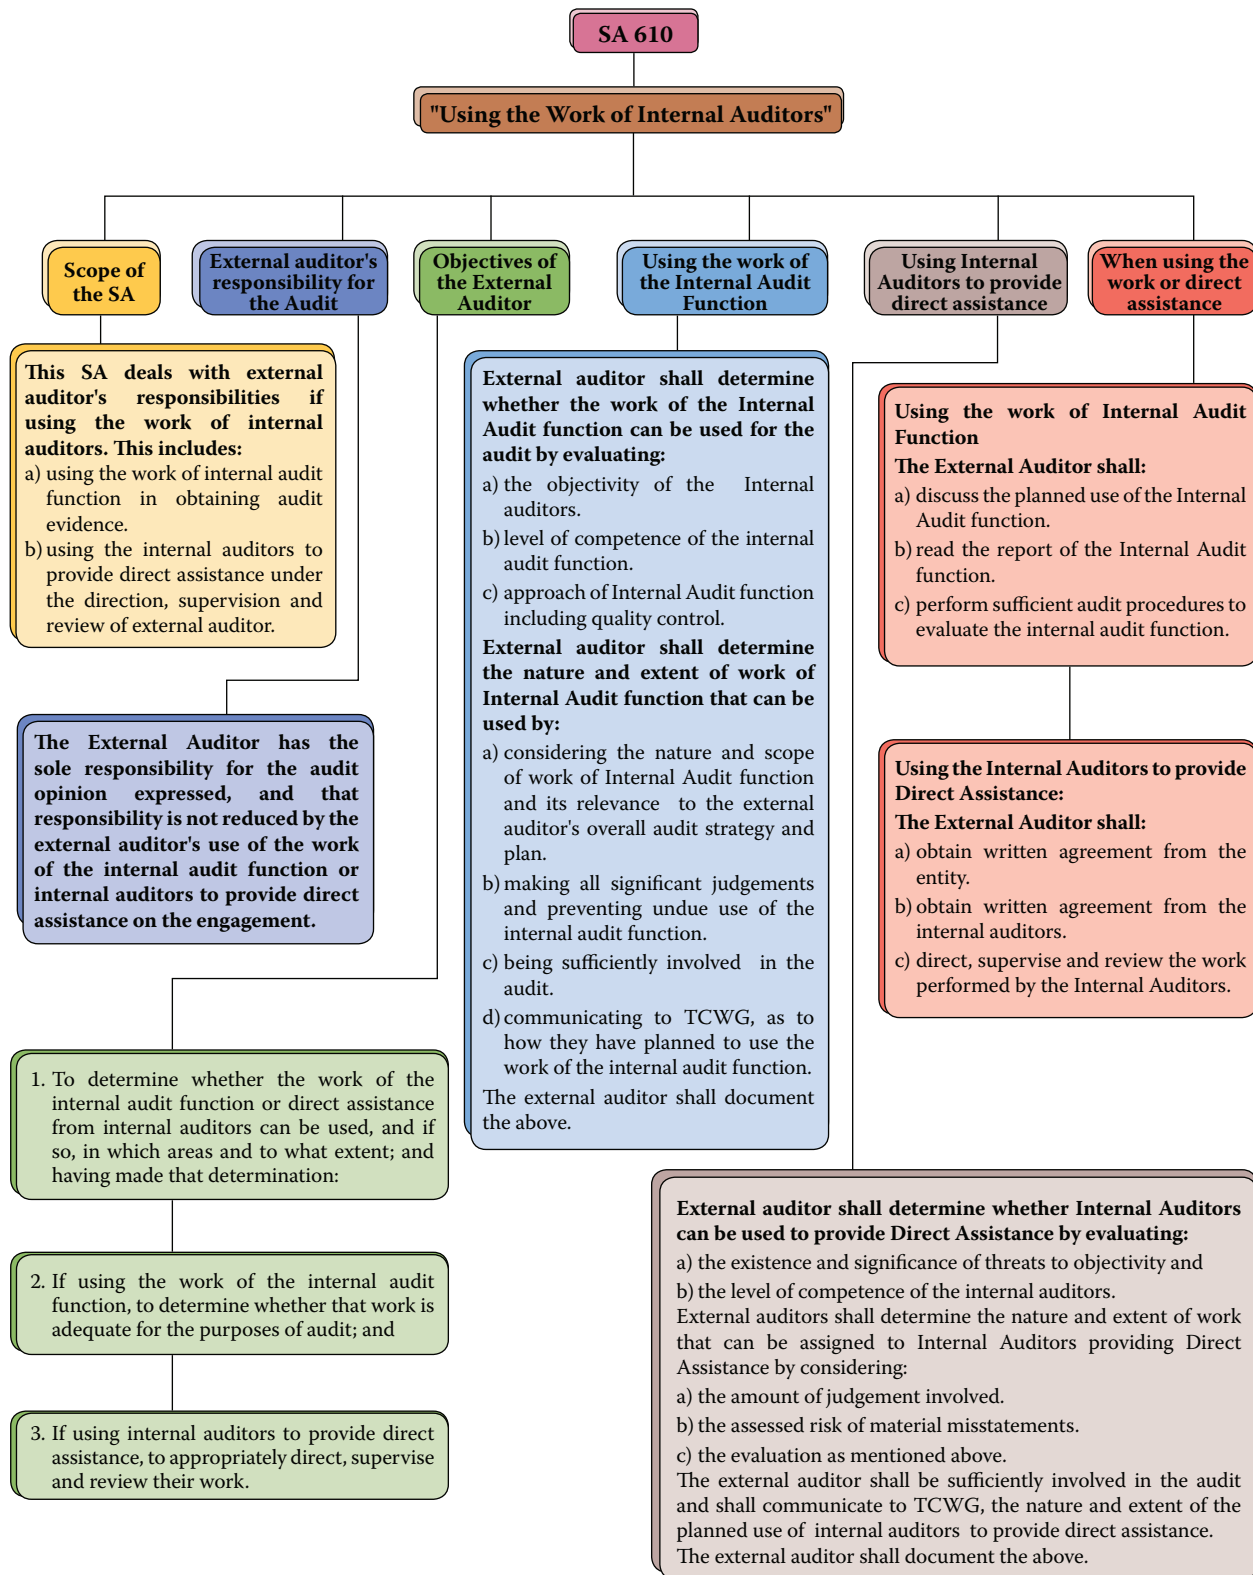 SA 610
"Using the Work of Internal Auditors"
Scope of
the SA
External auditor's
responsibility for
the Audit
Objectives of
the External
Auditor
Using the work of
the Internal Audit
Function
Using Internal
Auditors to provide
direct assistance
When using the
work or direct
assistance
This SA deals with external
auditor's responsibilities if
using the work of internal
auditors. This includes:
a) using the work of internal audit
function in obtaining audit
evidence.
b) using the internal auditors to
provide direct assistance under
the direction, supervision and
review of external auditor.
The External Auditor has the
sole responsibility for the audit
opinion expressed, and that
responsibility is not reduced by the
external auditor's use of the work
of the internal audit function or
internal auditors to provide direct
assistance on the engagement.
1. To determine whether the work of the
internal audit function or direct assistance
from internal auditors can be used, and if
so, in which areas and to what extent; and
having made that determination:
2. If using the work of the internal audit
function, to determine whether that work is
adequate for the purposes of audit; and
3. If using internal auditors to provide direct
assistance, to appropriately direct, supervise
and review their work.
External auditor shall determine
whether the work of the Internal
Audit function can be used for the
audit by evaluating:
a) the objectivity of the Internal
auditors.
b) level of competence of the internal
audit function.
c) approach of Internal Audit function
including quality control.
External auditor shall determine
the nature and extent of work of
Internal Audit function that can be
used by:
a) considering the nature and scope
of work of Internal Audit function
and its relevance to the external
auditor's overall audit strategy and
plan.
b) making all significant judgements
and preventing undue use of the
internal audit function.
c) being sufficiently involved in the
audit.
d) communicating to TCWG, as to
how they have planned to use the
work of the internal audit function.
The external auditor shall document
the above.
External auditor shall determine whether Internal Auditors
can be used to provide Direct Assistance by evaluating:
a) the existence and significance of threats to objectivity and
b) the level of competence of the internal auditors.
External auditors shall determine the nature and extent of work
that can be assigned to Internal Auditors providing Direct
Assistance by considering:
a) the amount of judgement involved.
b) the assessed risk of material misstatements.
c) the evaluation as mentioned above.
The external auditor shall be sufficiently involved in the audit
and shall communicate to TCWG, the nature and extent of the
planned use of internal auditors to provide direct assistance.
The external auditor shall document the above.
Using the work of Internal Audit
Function
The External Auditor shall:
a) discuss the planned use of the Internal
Audit function.
b) read the report of the Internal Audit
function.
c) perform sufficient audit procedures to
evaluate the internal audit function.
Using the Internal Auditors to provide
Direct Assistance:
The External Auditor shall:
a) obtain written agreement from the
entity.
b) obtain written agreement from the
internal auditors.
c) direct, supervise and review the work
performed by the Internal Auditors.